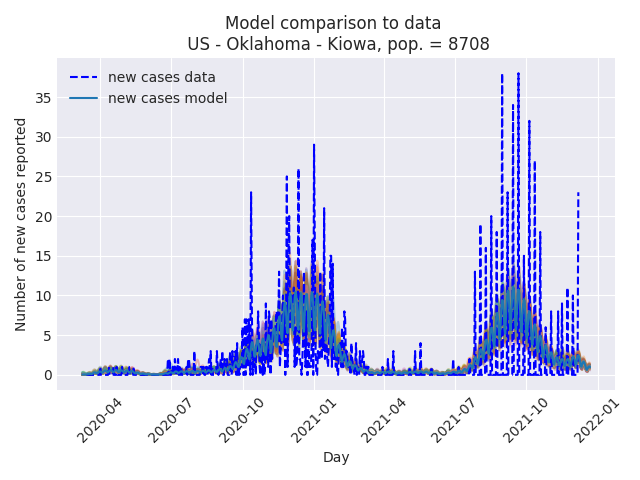 Model comparison to data
US - Oklahoma - Kiowa, pop. = 8708
new cases data
new cases model
Number of new cases reported
35
30
25
20
15
10
5
0
2020-04
2020-07
2020-10
2021-01
2021-04
2021-07
2021-10
2022-01
Day